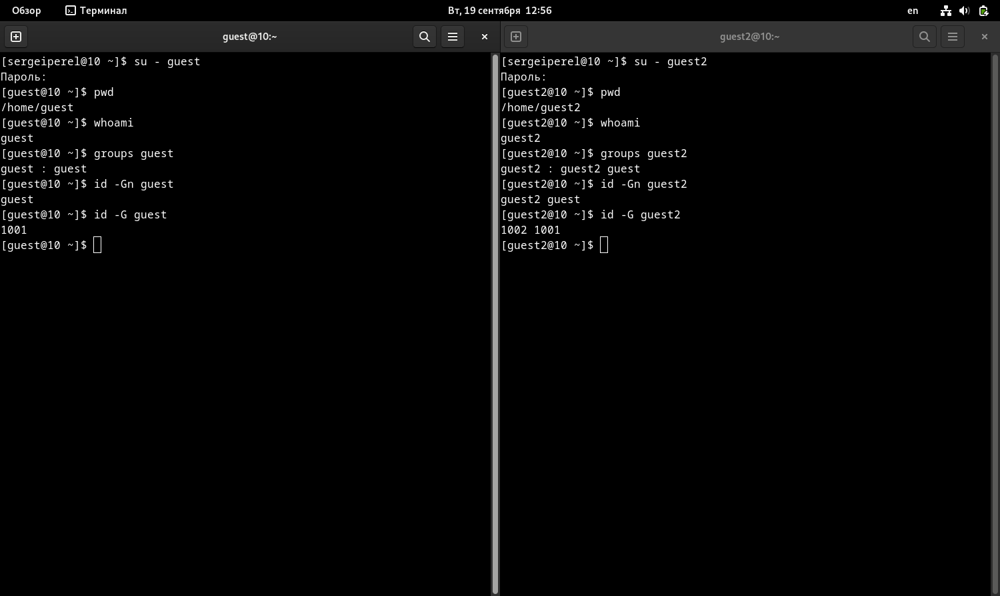 Обзор Терминал Вт, 19 сентября 12:56 en
guest@10:~
[sergeiperel@10 ~]$ su - guest
Пароль:
[guest@10 ~]$ pwd
/home/guest
[guest@10 ~]$ whoami
guest
[guest@10 ~]$ groups guest
guest : guest
[guest@10 ~]$ id -Gn guest
guest
[guest@10 ~]$ id -G guest
1001
[guest@10 ~]$
guest2@10:~
[sergeiperel@10 ~]$ su - guest2
Пароль:
[guest2@10 ~]$ pwd
/home/guest2
[guest2@10 ~]$ whoami
guest2
[guest2@10 ~]$ groups guest2
guest2 : guest2 guest
[guest2@10 ~]$ id -Gn guest2
guest2 guest
[guest2@10 ~]$ id -G guest2
1002 1001
[guest2@10 ~]$